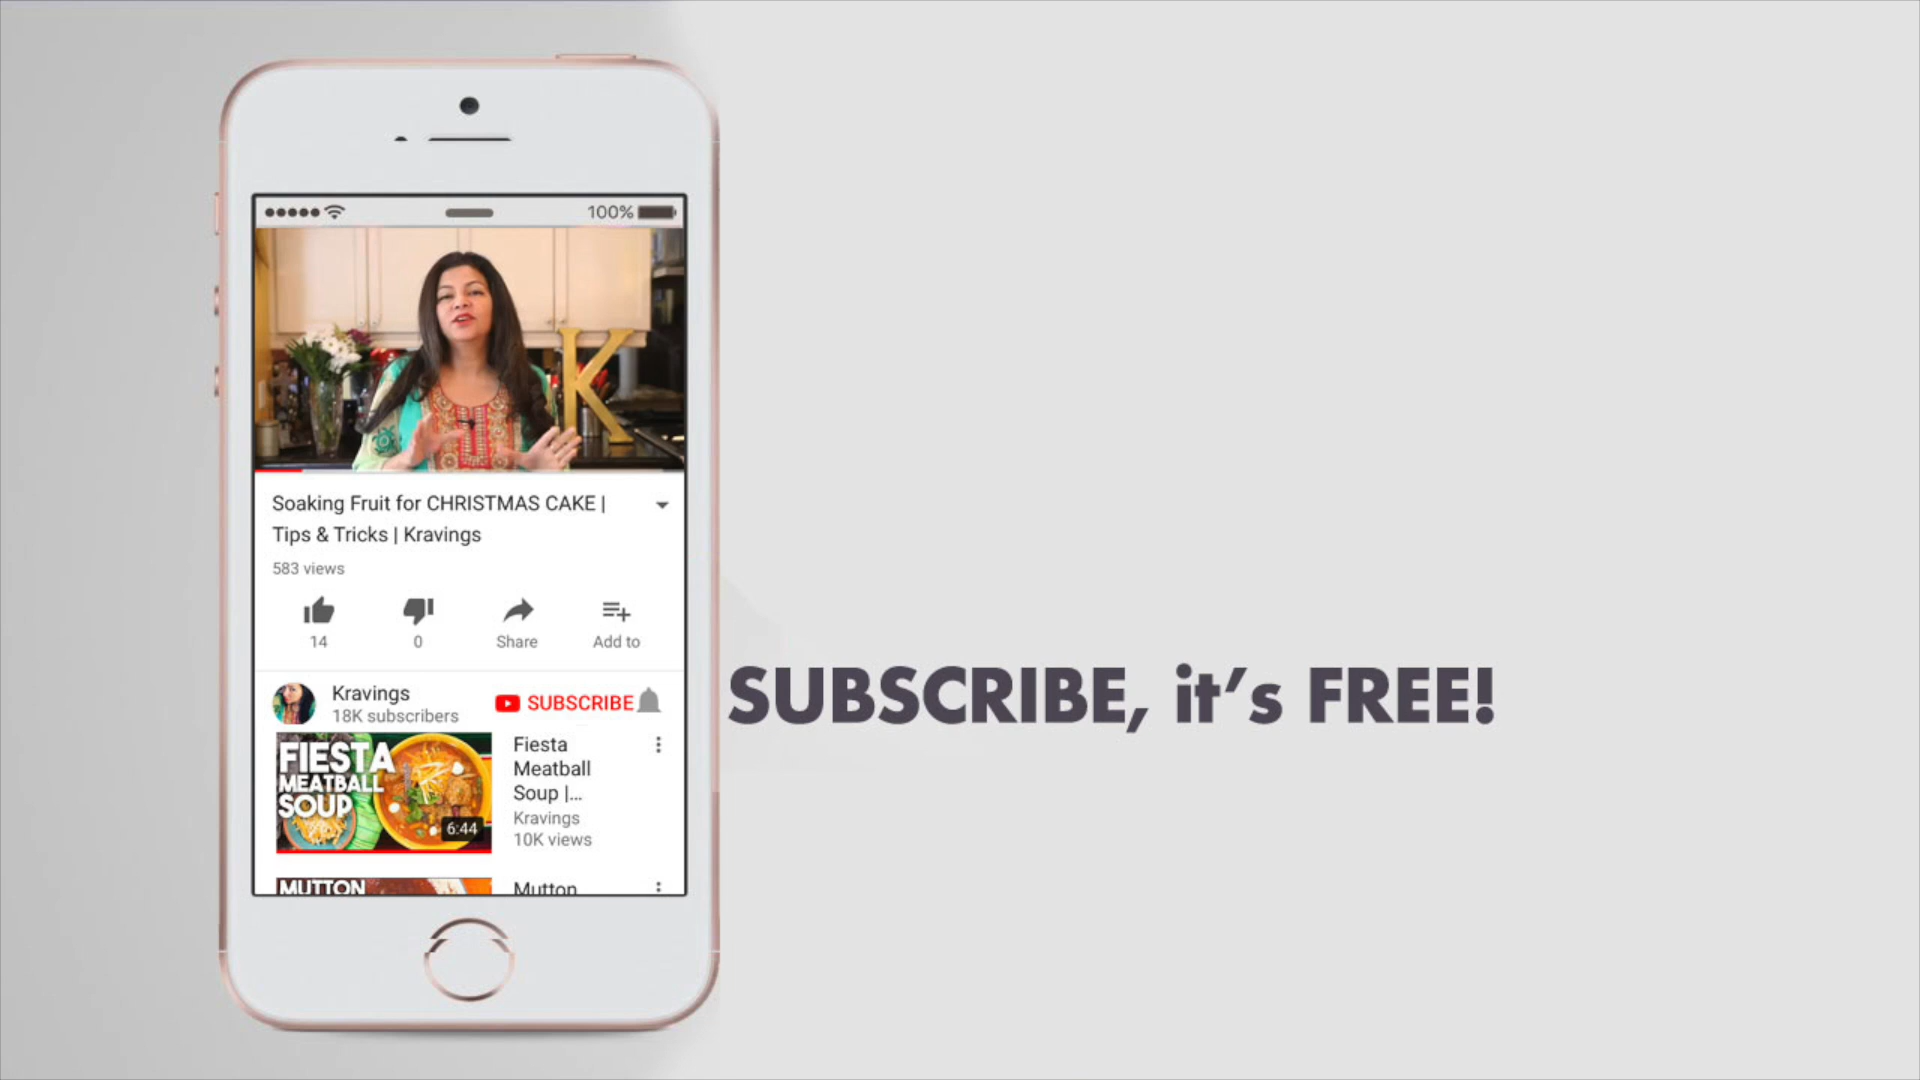 100%
K
Soaking Fruit for CHRISTMAS CAKE |
Tips & Tricks | Kravings
583 views
14
0
Share
Add to
Kravings
18K subscribers
SUBSCRIBE
SUBSCRIBE, it's FREE!
FIESTA
MEATBALL
SOUP
6:44
Fiesta
Meatball
Soup |...
Kravings
10K views
MUTTON
Mutton